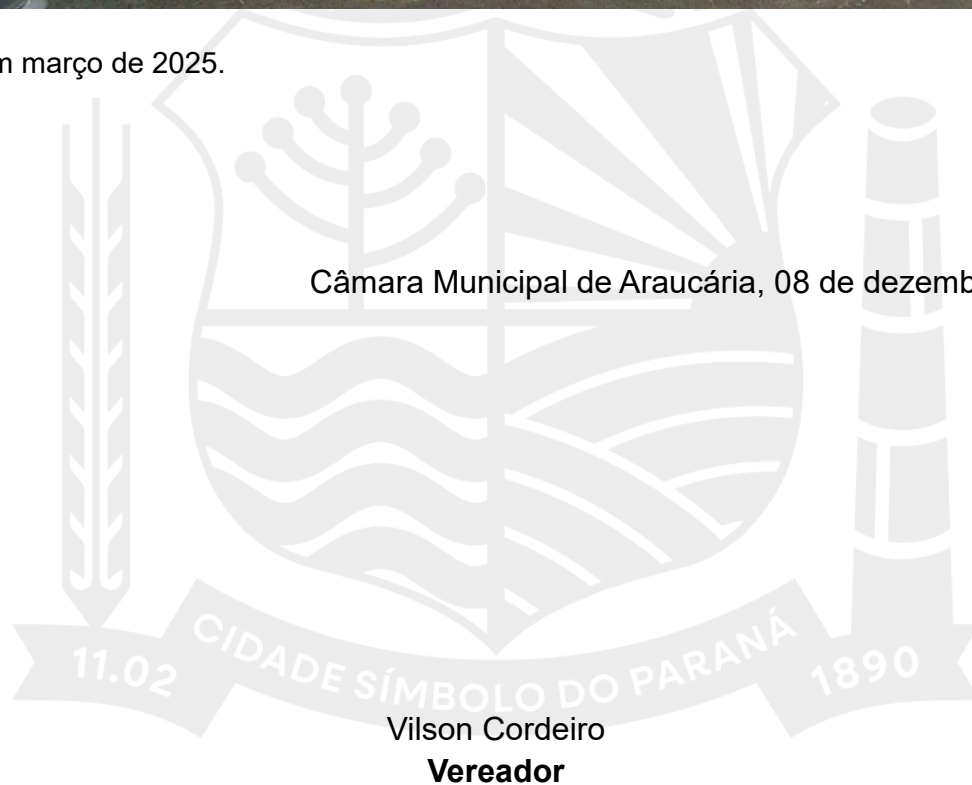 m março de 2025.
Câmara Municipal de Araucária, 08 de dezemb
11.02 CIDADE SÍMBOLO DO PARANÁ 1890
Vilson Cordeiro
Vereador